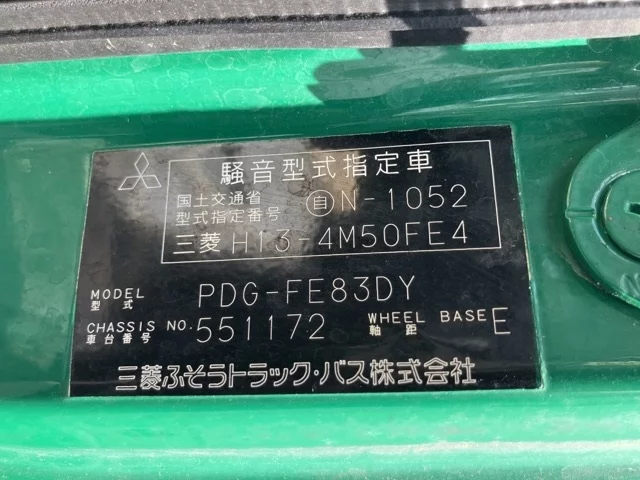 騒音型式指定車
国土交通省 型式指定番号 自N-1052
三菱 H13-4M50FE4
MODEL 型式 PDG-FE83DY
CHASSIS NO. 車台番号 551172 WHEEL BASE 軸距 E
三菱ふそうトラック・バス株式会社